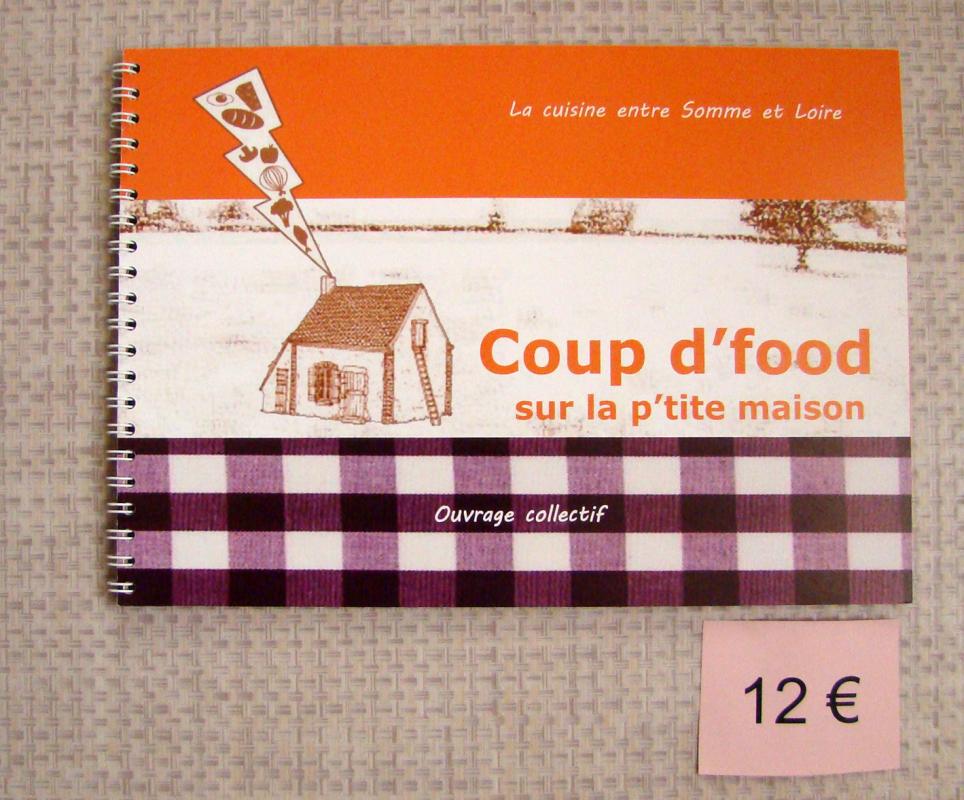 La cuisine entre Somme et Loire
Coup d’food
sur la p’tite maison
Ouvrage collectif
12 €